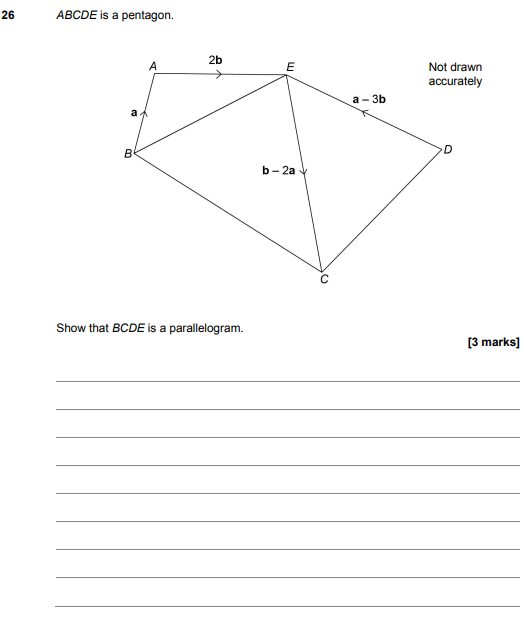 26 ABCDE is a pentagon.
2b
A
E
Not drawn
accurately
a – 3b
a
B
D
b – 2a
C
Show that BCDE is a parallelogram.
[3 marks]